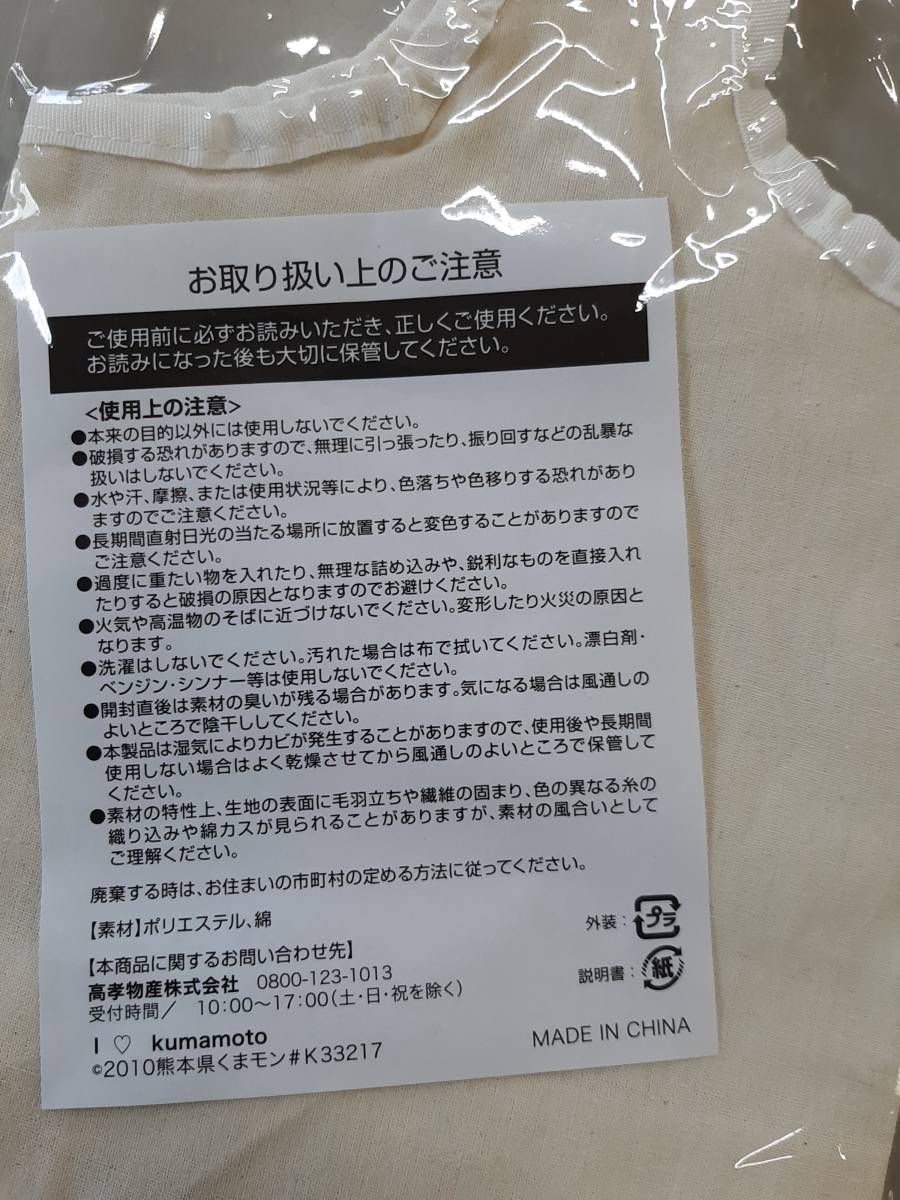 お取り扱い上のご注意
ご使用前に必ずお読みいただき、正しくご使用ください。
お読みになった後も大切に保管してください。
<使用上の注意>
●本来の目的以外には使用しないでください。
●破損する恐れがありますので、無理に引っ張ったり、振り回すなどの乱暴な
扱いはしないでください。
●水や汗、摩擦、または使用状況等により、色落ちや色移りする恐れがあり
ますのでご注意ください。
●長期間直射日光の当たる場所に放置すると変色することがありますので
ご注意ください。
●過度に重たい物を入れたり、無理な詰め込みや、鋭利なものを直接入れ
たりすると破損の原因となりますのでお避けください。
●火気や高温物のそばに近づけないでください。変形したり火災の原因と
なります。
●洗濯はしないでください。汚れた場合は布で拭いてください。漂白剤・
ベンジン・シンナー等は使用しないでください。
●開封直後は素材の臭いが残る場合があります。気になる場合は風通しの
よいところで陰干ししてください。
●本製品は湿気によりカビが発生することがありますので、使用後や長期間
使用しない場合はよく乾燥させてから風通しのよいところで保管して
ください。
●素材の特性上、生地の表面に毛羽立ちや繊維の固まり、色の異なる糸の
織り込みや綿カスが見られることがありますが、素材の風合いとして
ご理解ください。
廃棄する時は、お住まいの市町村の定める方法に従ってください。
【素材】ポリエステル、綿
外装：プラ
【本商品に関するお問い合わせ先】
説明書：紙
高孝物産株式会社 0800-123-1013
受付時間／ 10:00〜17:00(土・日・祝を除く)
I ♡ kumamoto
©2010熊本県くまモン#K33217
MADE IN CHINA